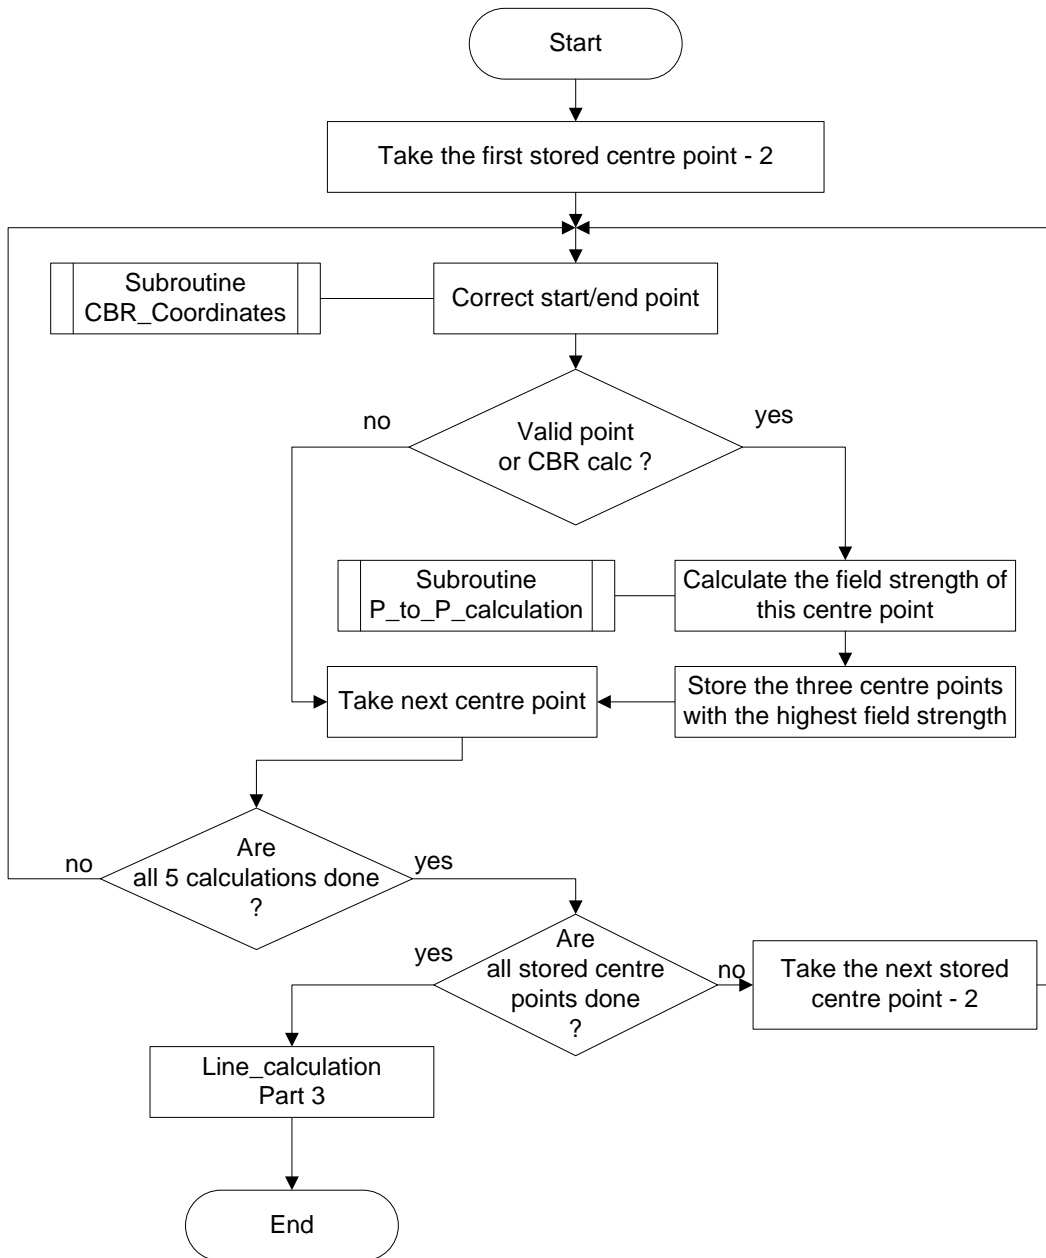 Start
Take the first stored centre point - 2
Subroutine
CBR_Coordinates
Correct start/end point
no
yes
Valid point
or CBR calc ?
Subroutine
P_to_P_calculation
Calculate the field strength of
this centre point
Take next centre point
Store the three centre points
with the highest field strength
no
Are
all 5 calculations done
?
yes
yes
Are
all stored centre
points done
?
no
Take the next stored
centre point - 2
Line_calculation
Part 3
End